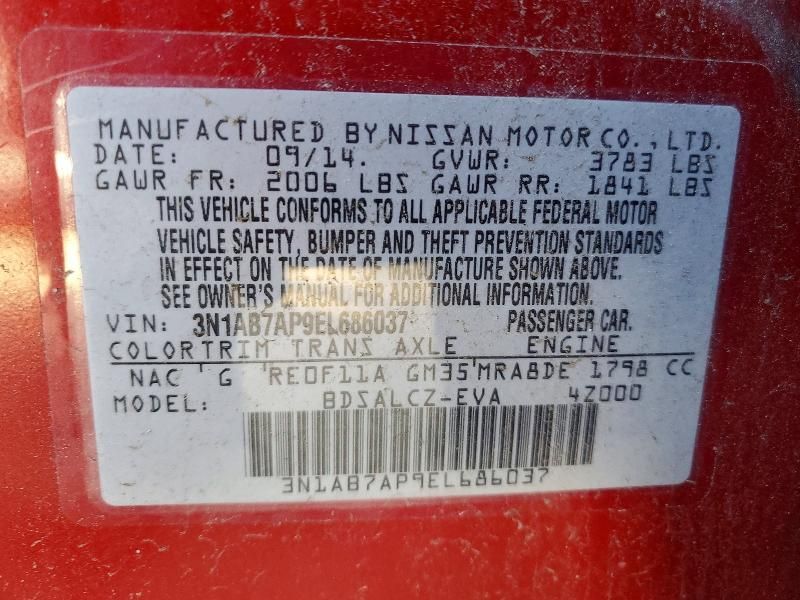 MANUFACTURED BY NISSAN MOTOR CO., LTD.
DATE: 09/14. GVWR: 3783 LBS
GAWR FR: 2006 LBS GAWR RR: 1841 LBS
THIS VEHICLE CONFORMS TO ALL APPLICABLE FEDERAL MOTOR
VEHICLE SAFETY, BUMPER AND THEFT PREVENTION STANDARDS
IN EFFECT ON THE DATE OF MANUFACTURE SHOWN ABOVE.
SEE OWNER'S MANUAL FOR ADDITIONAL INFORMATION.
VIN: 3N1AB7AP9EL686037 PASSENGER CAR.
COLOR TRIM TRANS AXLE ENGINE
NAC ' G 'RE0F11A GM35'MRA8DE 1798 CC
MODEL: BDSALCZ-EVA 4Z000
3N1AB7AP9EL686037